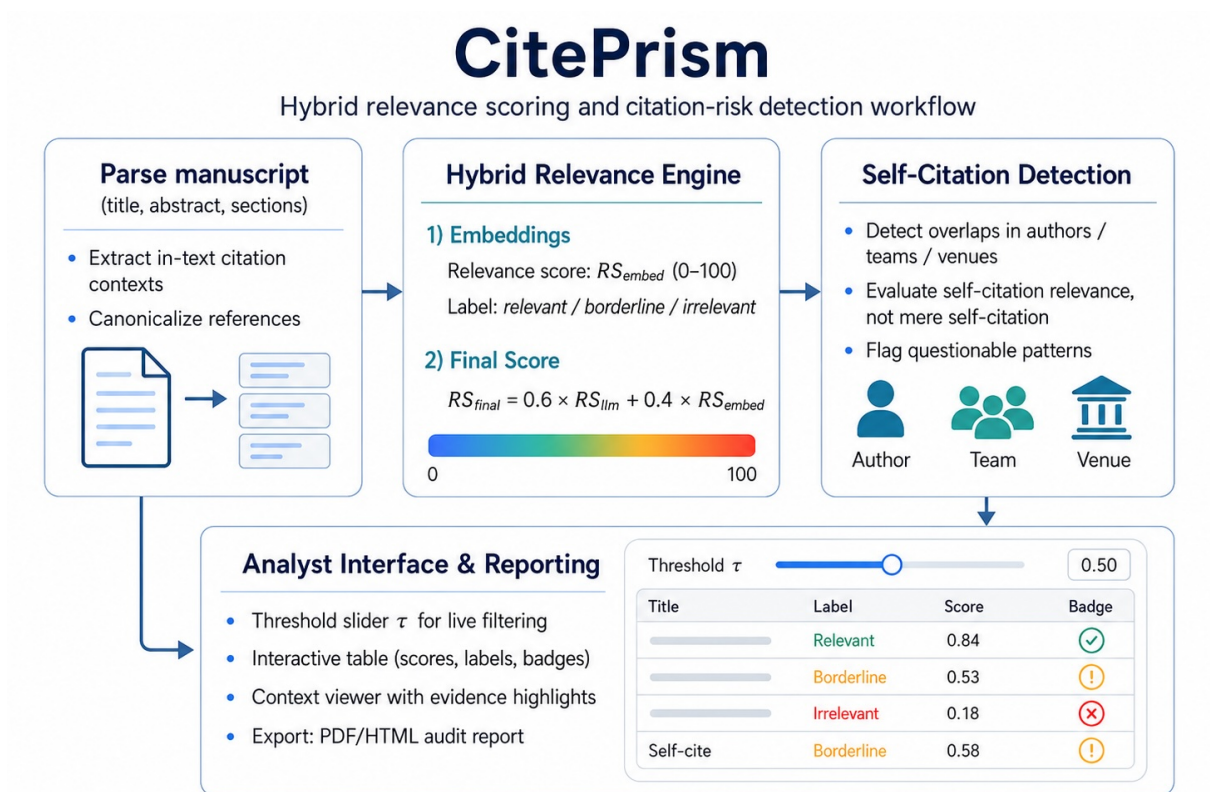 CitePrism
Hybrid relevance scoring and citation-risk detection workflow
Parse manuscript
(title, abstract, sections)
• Extract in-text citation
contexts
• Canonicalize references
Hybrid Relevance Engine
1) Embeddings
Relevance score: RS_embed (0–100)
Label: relevant / borderline / irrelevant
2) Final Score
RS_final = 0.6 × RS_llm + 0.4 × RS_embed
0 100
Self-Citation Detection
• Detect overlaps in authors /
teams / venues
• Evaluate self-citation relevance,
not mere self-citation
• Flag questionable patterns
Author Team Venue
Analyst Interface & Reporting
• Threshold slider τ for live filtering
• Interactive table (scores, labels, badges)
• Context viewer with evidence highlights
• Export: PDF/HTML audit report
Threshold τ 0.50
Title Label Score Badge
Relevant 0.84
Borderline 0.53
Irrelevant 0.18
Self-cite Borderline 0.58